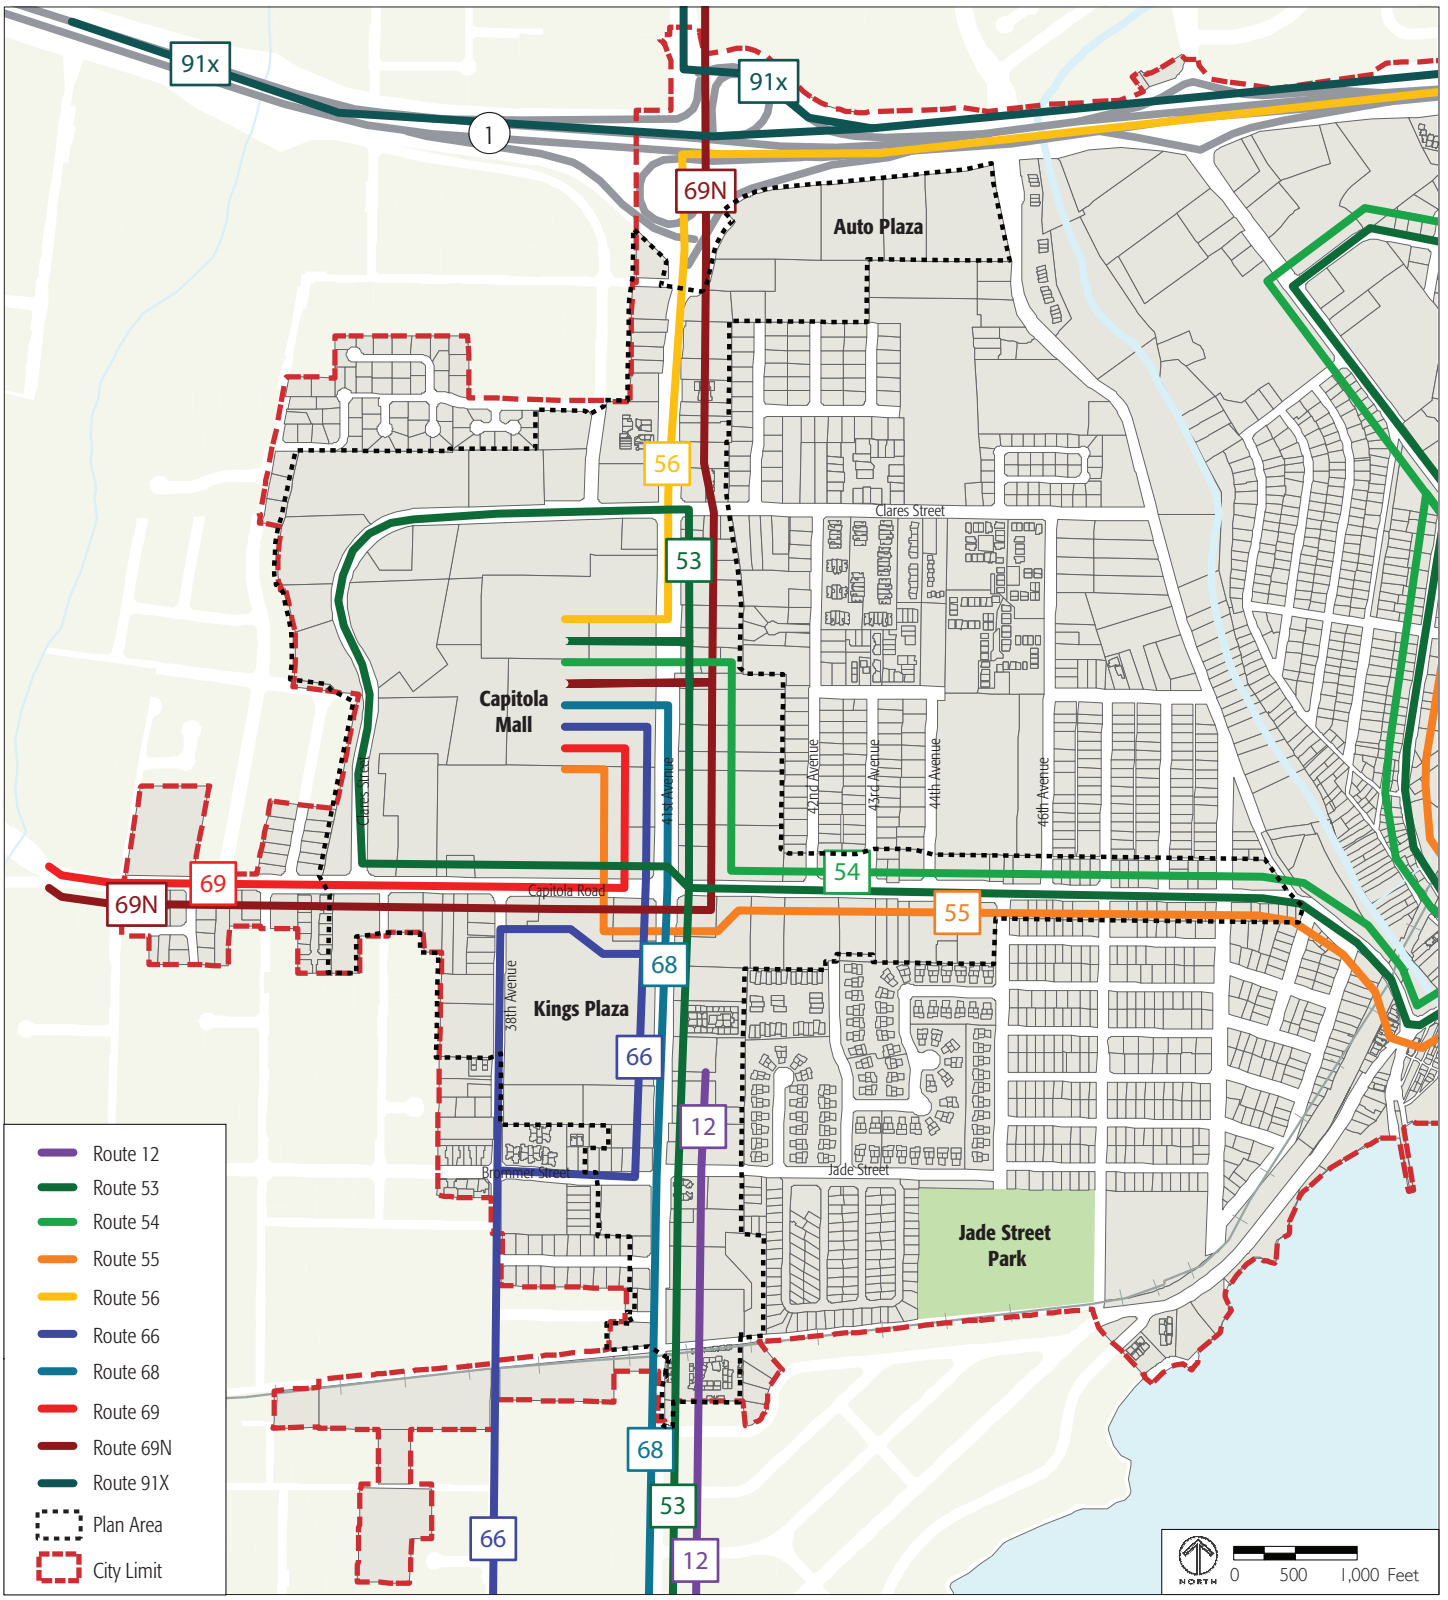 91x
91x
1
69N
Auto Plaza
56
Clares Street
53
Capitola
Mall
Clares Street
41st Avenue
42nd Avenue
43rd Avenue
44th Avenue
46th Avenue
69
54
Capitola Road
69N
55
68
38th Avenue
Kings Plaza
66
12
Brommer Street
Jade Street
Jade Street
Park
Route 12
Route 53
Route 54
Route 55
Route 56
Route 66
Route 68
Route 69
Route 69N
Route 91X
Plan Area
City Limit
68
53
66
12
NORTH
0 500 1,000 Feet